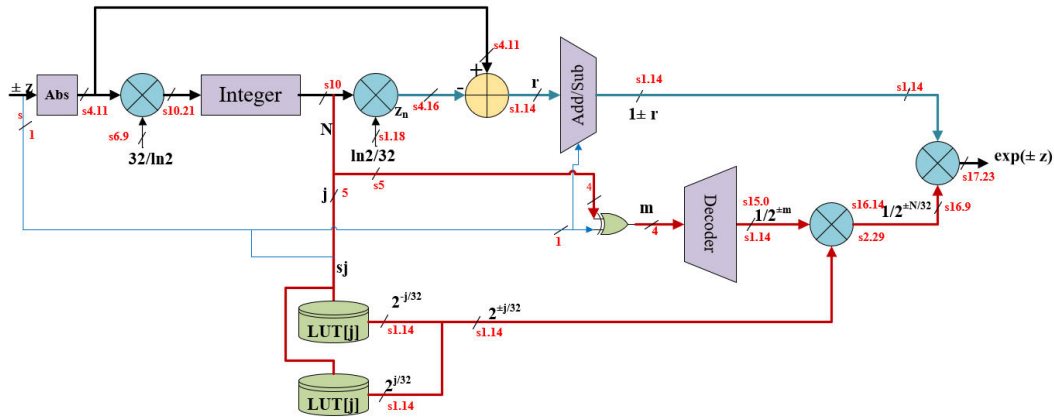 s4.11
± z
Abs
s4.11
s10.21
Integer
s10
+
-
s4.16
z_n
s1.14
r
Add/Sub
s1.14
1± r
s1.14
s
1
s6.9
32/ln2
N
s1.18
ln2/32
exp(± z)
s17.23
j
5
s5
4
m
4
1
Decoder
s15.0
1/2^±m
s1.14
s16.14
s2.29
1/2^±N/32
s16.9
sj
LUT[j]
2^-j/32
s1.14
2^±j/32
s1.14
LUT[j]
2^j/32
s1.14